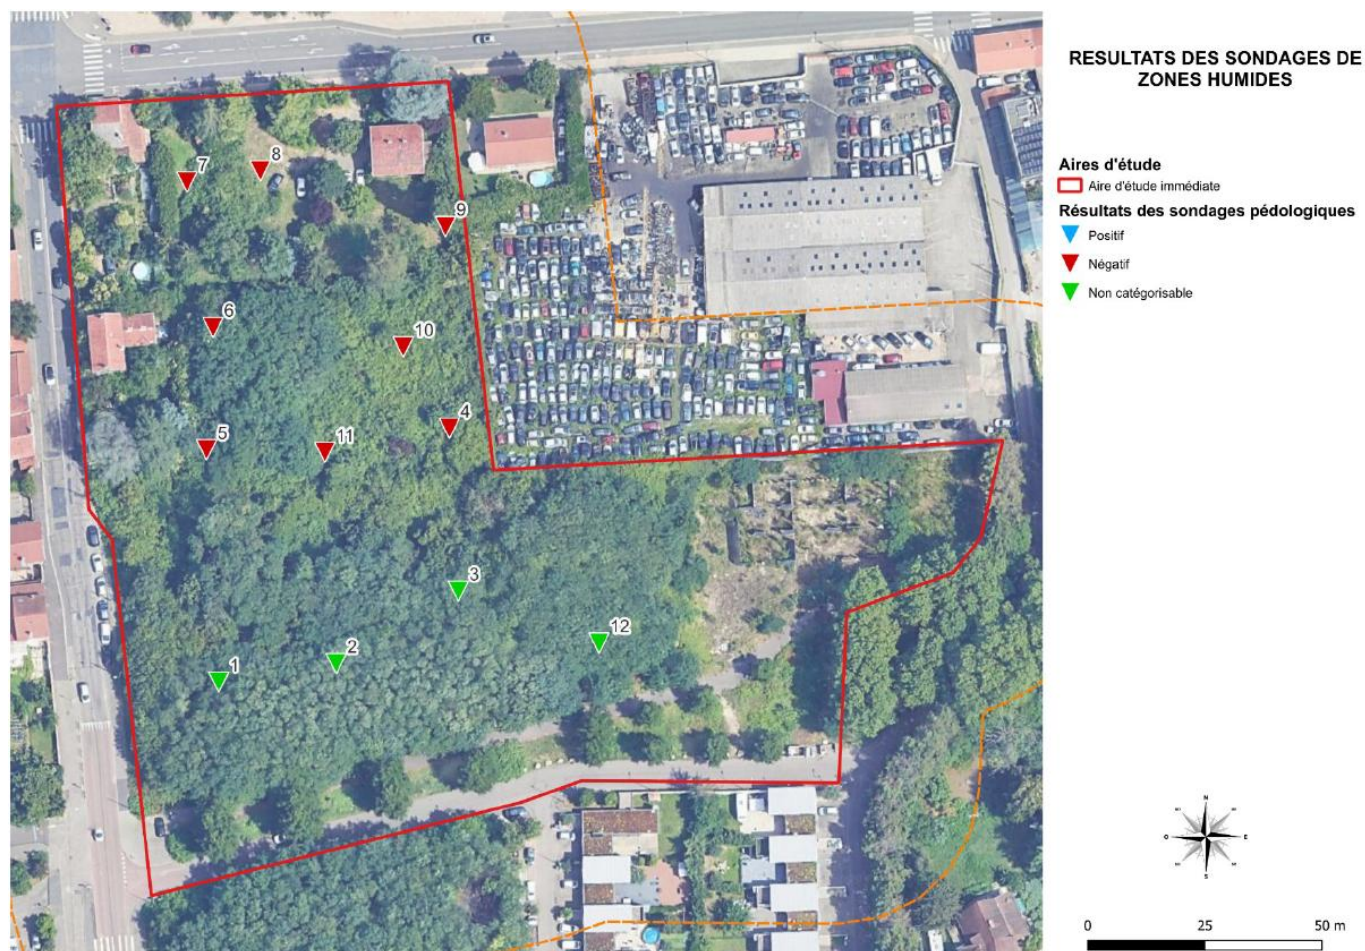 RESULTATS DES SONDAGES DE
ZONES HUMIDES
Aires d'étude
Aire d'étude immédiate
Résultats des sondages pédologiques
Positif
Négatif
Non catégorisable
7
8
9
6
10
4
5
11
3
12
2
1
N
O
E
S
0
25
50 m